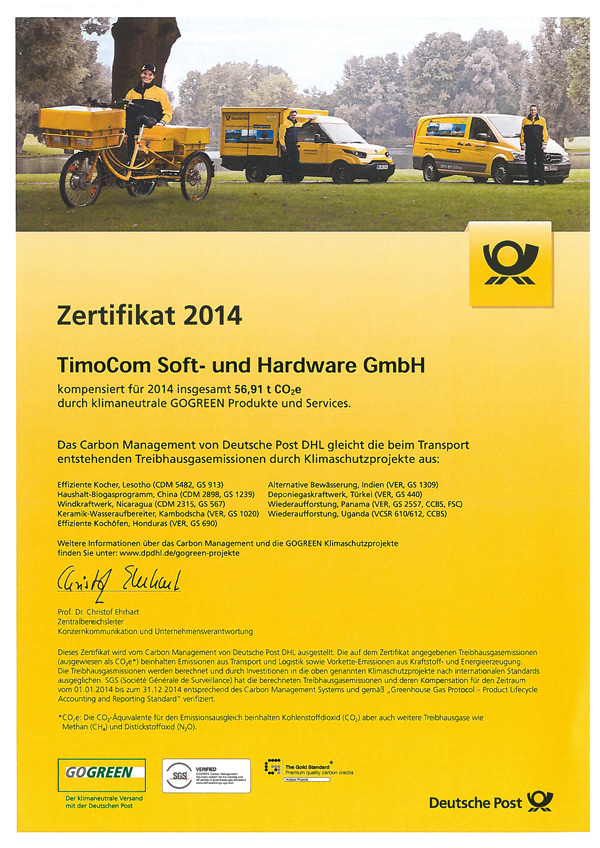 Zertifikat 2014
TimoCom Soft- und Hardware GmbH
kompensiert für 2014 insgesamt 56,91 t CO₂e
durch klimaneutrale GOGREEN Produkte und Services.
Das Carbon Management von Deutsche Post DHL gleicht die beim Transport
entstehenden Treibhausgasemissionen durch Klimaschutzprojekte aus:
Effiziente Kocher, Lesotho (CDM 5482, GS 913)
Haushalt-Biogasprogramm, China (CDM 2898, GS 1239)
Windkraftwerk, Nicaragua (CDM 2315, GS 567)
Keramik-Wasseraufbereiter, Kambodscha (VER, GS 1020)
Effiziente Kochöfen, Honduras (VER, GS 690)
Alternative Bewässerung, Indien (VER, GS 1309)
Deponiegaskraftwerk, Türkei (VER, GS 440)
Wiederaufforstung, Panama (VER, GS 2557, CCBS, FSC)
Wiederaufforstung, Uganda (VCSR 610/612, CCBS)
Weitere Informationen über das Carbon Management und die GOGREEN Klimaschutzprojekte
finden Sie unter: www.dpdhl.de/gogreen-projekte
Christof Ehrhart
Prof. Dr. Christof Ehrhart
Zentralbereichsleiter
Konzernkommunikation und Unternehmensverantwortung
Dieses Zertifikat wird vom Carbon Management von Deutsche Post DHL ausgestellt. Die auf dem Zertifikat angegebenen Treibhausgasemissionen
(ausgewiesen als CO₂e*) beinhalten Emissionen aus Transport und Logistik sowie Vorkette-Emissionen aus Kraftstoff- und Energieerzeugung.
Die Treibhausgasmissionen werden berechnet und durch Investitionen in die oben genannten Klimaschutzprojekte nach internationalen Standards
ausgeglichen. SGS (Société Générale de Surveillance) hat die berechneten Treibhausgasemissionen und deren Kompensation für den Zeitraum
vom 01.01.2014 bis zum 31.12.2014 entsprechend des Carbon Management Systems und gemäß „Greenhouse Gas Protocol – Product Lifecycle
Accounting and Reporting Standard" verifiziert.
*CO₂e: Die CO₂-Äquivalente für den Emissionsausgleich beinhalten Kohlenstoffdioxid (CO₂) aber auch weitere Treibhausgase wie
Methan (CH₄) und Distickstoffoxid (N₂O).
GOGREEN
Der klimaneutrale Versand
mit der Deutschen Post
SGS
VERIFIED
The Gold Standard®
Premium quality carbon credits
Multiple Projects
Deutsche Post